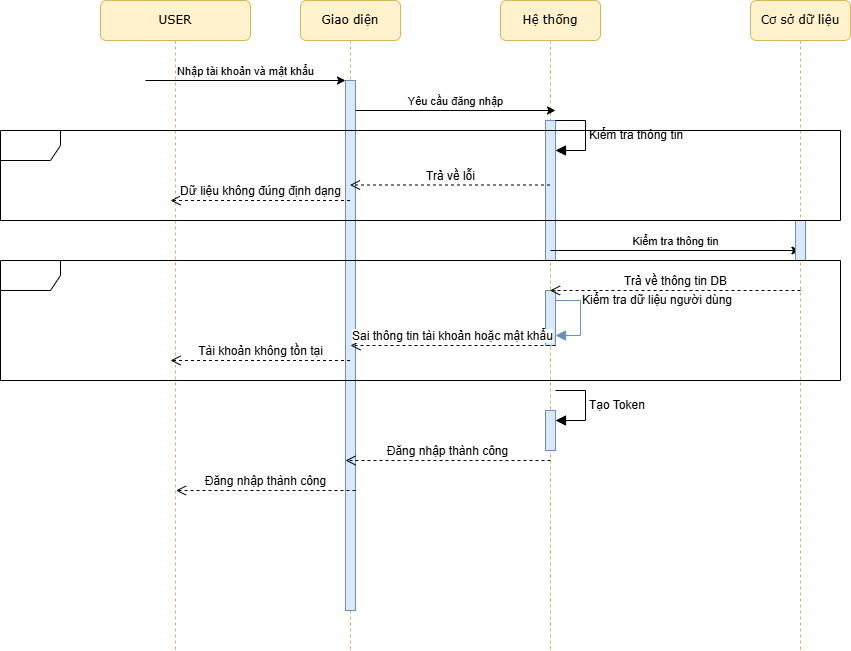 USER
Giao diện
Hệ thống
Cơ sở dữ liệu
Nhập tài khoản và mật khẩu
Yêu cầu đăng nhập
Kiểm tra thông tin
Trả về lỗi
Dữ liệu không đúng định dạng
Kiểm tra thông tin
Trả về thông tin DB
Kiểm tra dữ liệu người dùng
Sai thông tin tài khoản hoặc mật khẩu
Tài khoản không tồn tại
Tạo Token
Đăng nhập thành công
Đăng nhập thành công